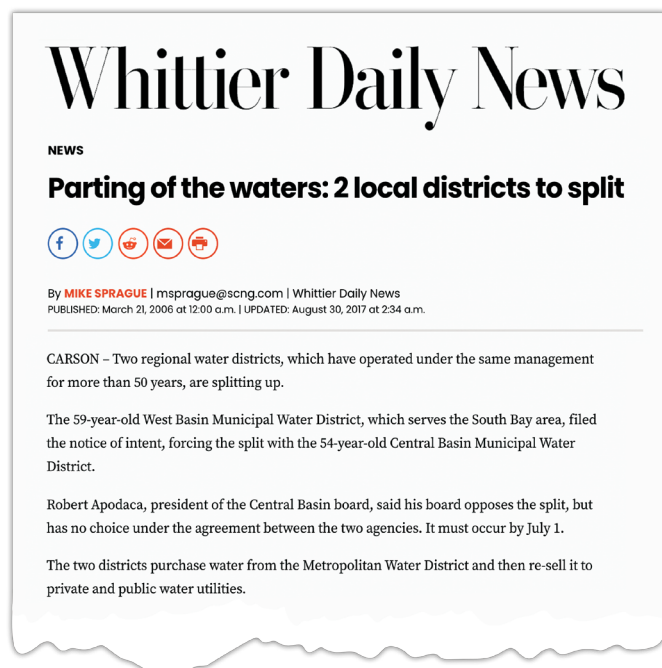 Whittier Daily News
NEWS
Parting of the waters: 2 local districts to split
By MIKE SPRAGUE | msprague@scng.com | Whittier Daily News
PUBLISHED: March 21, 2006 at 12:00 a.m. | UPDATED: August 30, 2017 at 2:34 a.m.
CARSON – Two regional water districts, which have operated under the same management
for more than 50 years, are splitting up.
The 59-year-old West Basin Municipal Water District, which serves the South Bay area, filed
the notice of intent, forcing the split with the 54-year-old Central Basin Municipal Water
District.
Robert Apodaca, president of the Central Basin board, said his board opposes the split, but
has no choice under the agreement between the two agencies. It must occur by July 1.
The two districts purchase water from the Metropolitan Water District and then re-sell it to
private and public water utilities.